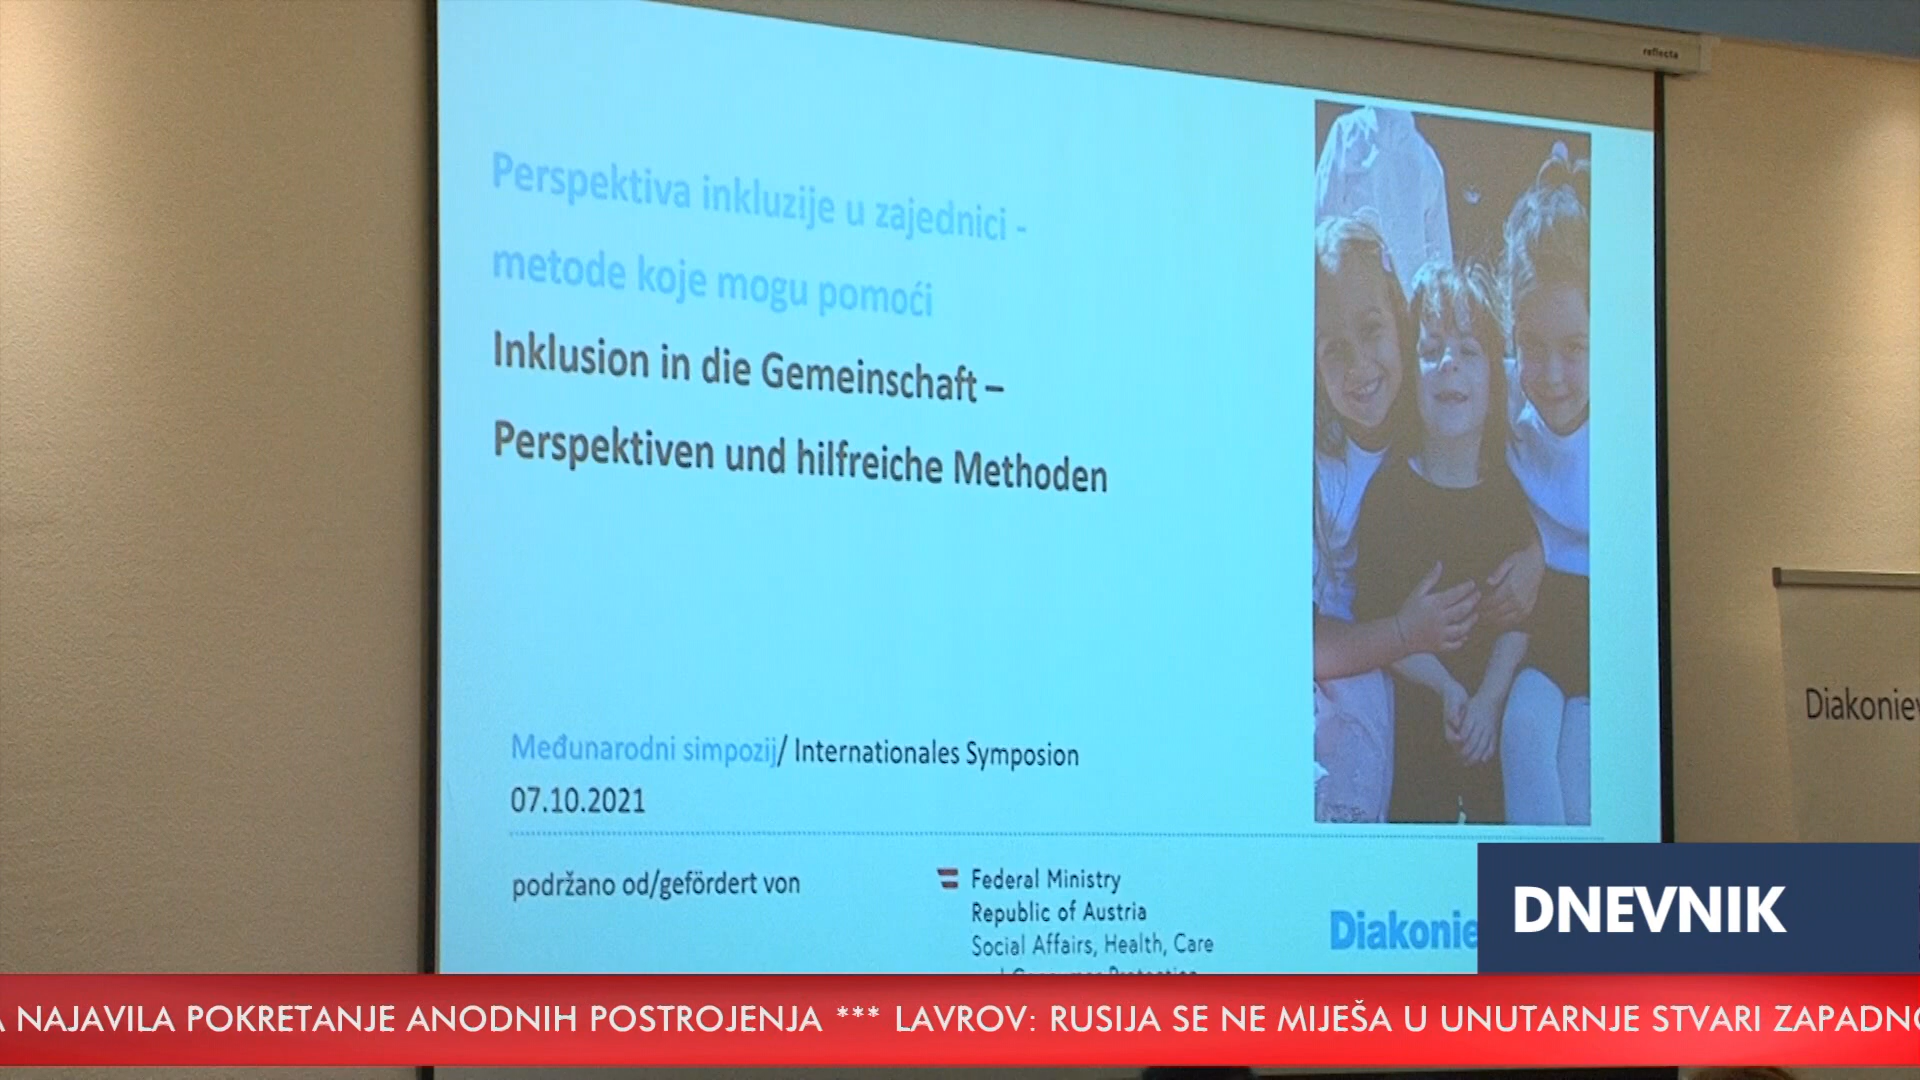 reflecta
Perspektiva inkluzije u zajednici -
metode koje mogu pomoći
Inklusion in die Gemeinschaft –
Perspektiven und hilfreiche Methoden
Međunarodni simpozij/ Internationales Symposion
07.10.2021
podržano od/gefördert von
Federal Ministry
Republic of Austria
Social Affairs, Health, Care
Diakonie
Diakoniew
DNEVNIK
A NAJAVILA POKRETANJE ANODNIH POSTROJENJA *** LAVROV: RUSIJA SE NE MIJEŠA U UNUTARNJE STVARI ZAPADNO